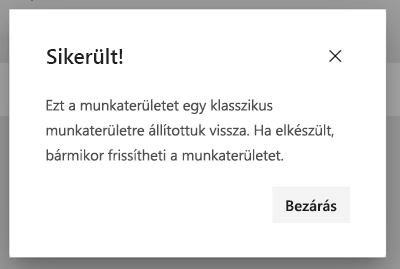 Sikerült!
Ezt a munkaterületet egy klasszikus
munkaterületre állítottuk vissza. Ha elkészült,
bármikor frissítheti a munkaterületet.
Bezárás